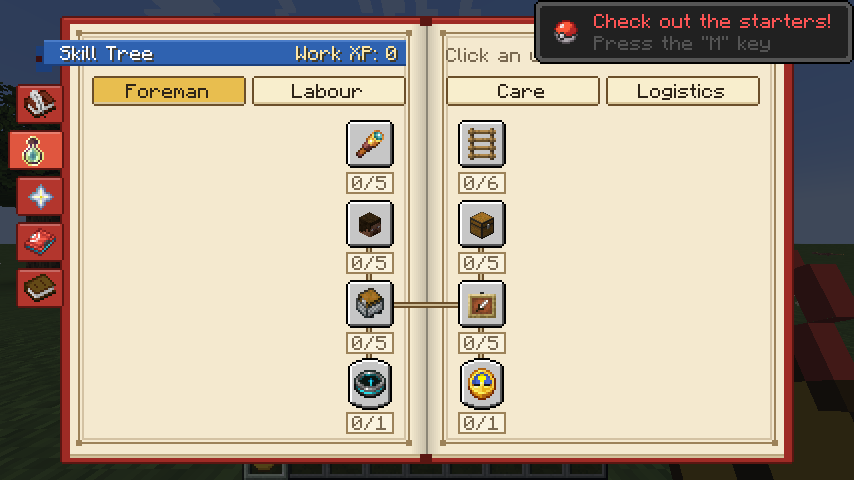 Check out the starters!
Press the "M" key
Skill Tree
Work XP: 0
Click an
Foreman
Labour
Care
Logistics
0/5
0/6
0/5
0/5
0/5
0/5
0/1
0/1